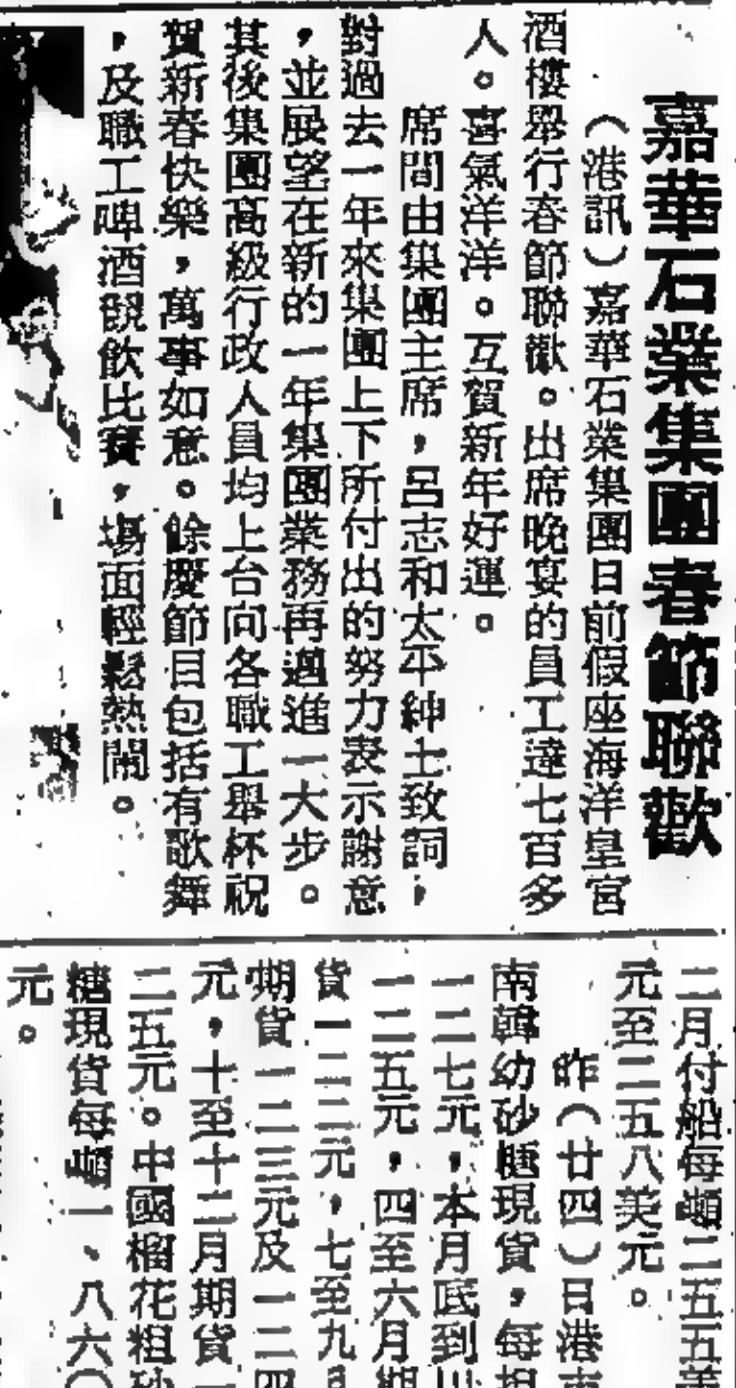 嘉華石業集團春節聯歡
（港訊）嘉華石業集團日前假座海洋皇宮
酒樓舉行春節聯歡。出席晚宴的員工達七百多
人。喜氣洋洋。互賀新年好運。
席間由集團主席，呂志和太平紳士致詞，
對過去一年來集團上下所付出的努力表示謝意
，並展望在新的一年集團業務再邁進一大步。
其後集團高級行政人員均上台向各職工舉杯祝
賀新春快樂，萬事如意。餘慶節目包括有歌舞
，及職工啤酒競飲比賽，場面輕鬆熱鬧。
二月付船每噸二五五美
元至二五八美元。
昨（廿四）日港
南韓幼砂糖現貨，每担
一二七元，本月底到
一二五元，四至六月期
貨一二二元，七至九月
期貨一二三元及一二四
元，十至十二月期貨一
二五元。中國榴花粗砂
糖現貨每噸一、八六〇
元。